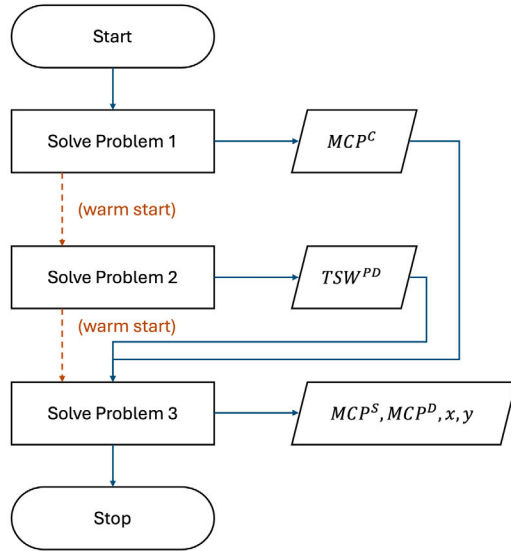 Start
Solve Problem 1
$MCP^C$
(warm start)
Solve Problem 2
$TSW^{PD}$
(warm start)
Solve Problem 3
$MCP^S, MCP^D, x, y$
Stop